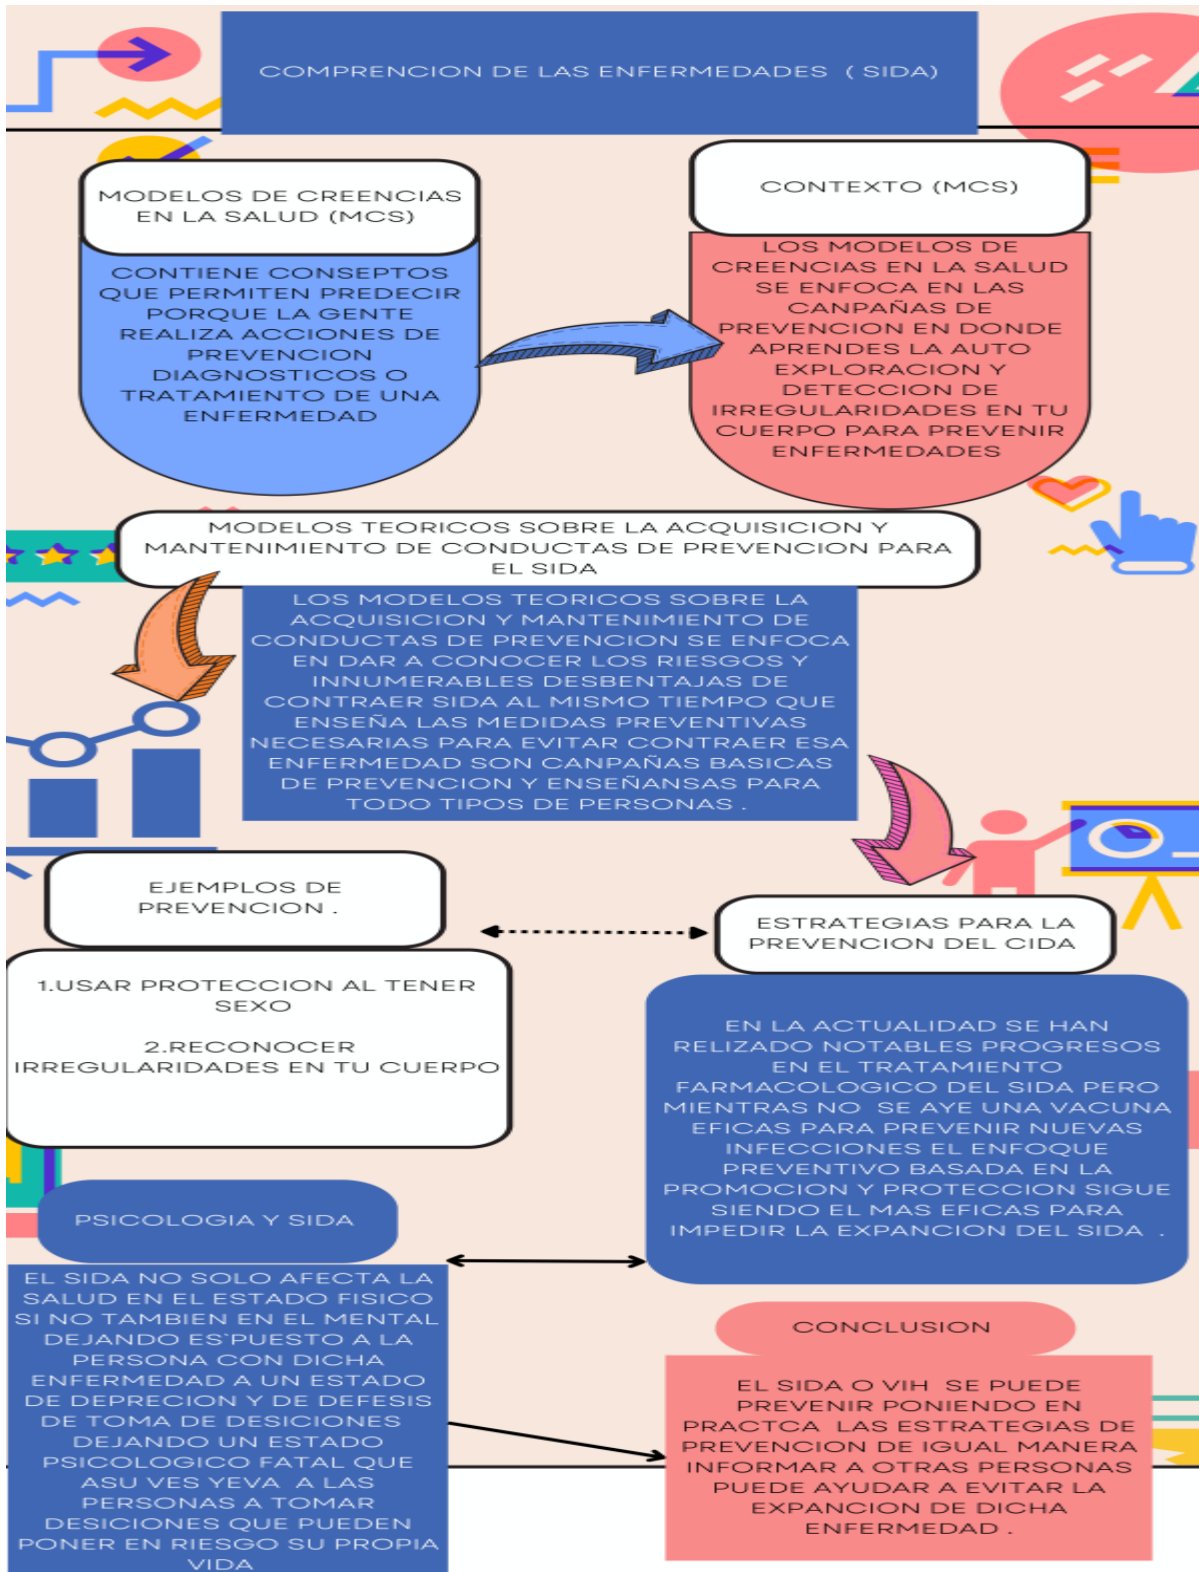 COMPRENCION DE LAS ENFERMEDADES ( SIDA)
MODELOS DE CREENCIAS
EN LA SALUD (MCS)
CONTIENE CONSEPTOS
QUE PERMITEN PREDECIR
PORQUE LA GENTE
REALIZA ACCIONES DE
PREVENCION
DIAGNOSTICOS O
TRATAMIENTO DE UNA
ENFERMEDAD
CONTEXTO (MCS)
LOS MODELOS DE
CREENCIAS EN LA SALUD
SE ENFOCA EN LAS
CANPAÑAS DE
PREVENCION EN DONDE
APRENDES LA AUTO
EXPLORACION Y
DETECCION DE
IRREGULARIDADES EN TU
CUERPO PARA PREVENIR
ENFERMEDADES
MODELOS TEORICOS SOBRE LA ACQUISICION Y
MANTENIMIENTO DE CONDUCTAS DE PREVENCION PARA
EL SIDA
LOS MODELOS TEORICOS SOBRE LA
ACQUISICION Y MANTENIMIENTO DE
CONDUCTAS DE PREVENCION SE ENFOCA
EN DAR A CONOCER LOS RIESGOS Y
INNUMERABLES DESBENTAJAS DE
CONTRAER SIDA AL MISMO TIEMPO QUE
ENSEÑA LAS MEDIDAS PREVENTIVAS
NECESARIAS PARA EVITAR CONTRAER ESA
ENFERMEDAD SON CANPAÑAS BASICAS
DE PREVENCION Y ENSEÑANSAS PARA
TODO TIPOS DE PERSONAS .
EJEMPLOS DE
PREVENCION .
1.USAR PROTECCION AL TENER
SEXO
2.RECONOCER
IRREGULARIDADES EN TU CUERPO
ESTRATEGIAS PARA LA
PREVENCION DEL CIDA
EN LA ACTUALIDAD SE HAN
RELIZADO NOTABLES PROGRESOS
EN EL TRATAMIENTO
FARMACOLOGICO DEL SIDA PERO
MIENTRAS NO SE AYE UNA VACUNA
EFICAS PARA PREVENIR NUEVAS
INFECCIONES EL ENFOQUE
PREVENTIVO BASADA EN LA
PROMOCION Y PROTECCION SIGUE
SIENDO EL MAS EFICAS PARA
IMPEDIR LA EXPANCION DEL SIDA .
PSICOLOGIA Y SIDA
EL SIDA NO SOLO AFECTA LA
SALUD EN EL ESTADO FISICO
SI NO TAMBIEN EN EL MENTAL
DEJANDO ES`PUESTO A LA
PERSONA CON DICHA
ENFERMEDAD A UN ESTADO
DE DEPRECION Y DE DEFESIS
DE TOMA DE DESICIONES
DEJANDO UN ESTADO
PSICOLOGICO FATAL QUE
ASU VES YEVA A LAS
PERSONAS A TOMAR
DESICIONES QUE PUEDEN
PONER EN RIESGO SU PROPIA
VIDA
CONCLUSION
EL SIDA O VIH SE PUEDE
PREVENIR PONIENDO EN
PRACTCA LAS ESTRATEGIAS DE
PREVENCION DE IGUAL MANERA
INFORMAR A OTRAS PERSONAS
PUEDE AYUDAR A EVITAR LA
EXPANCION DE DICHA
ENFERMEDAD .